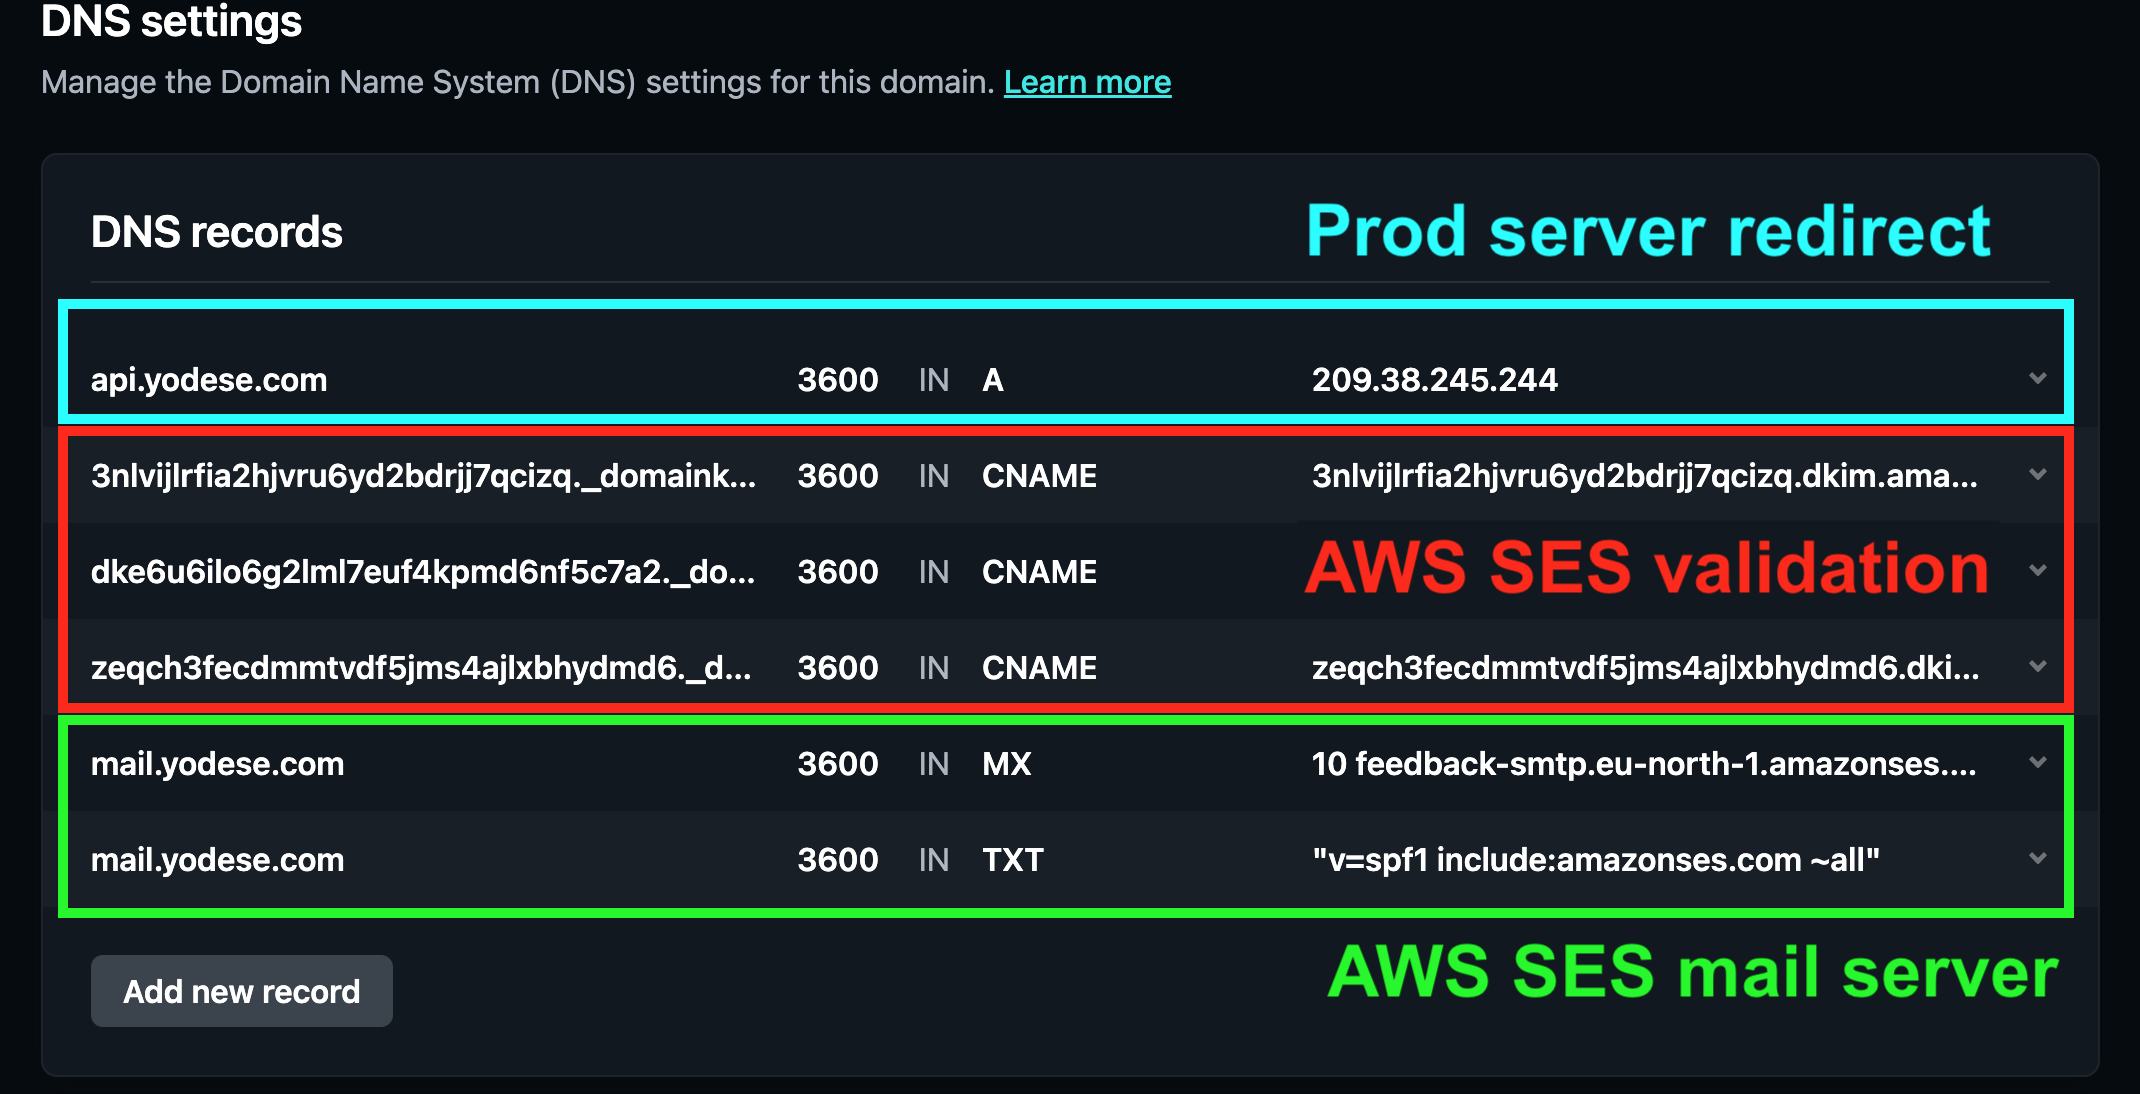 DNS settings
Manage the Domain Name System (DNS) settings for this domain. Learn more
DNS records
Prod server redirect
api.yodese.com 3600 IN A 209.38.245.244
3nlvijlrfia2hjvru6yd2bdrjj7qcizq._domaink... 3600 IN CNAME 3nlvijlrfia2hjvru6yd2bdrjj7qcizq.dkim.ama...
dke6u6ilo6g2lml7euf4kpmd6nf5c7a2._do... 3600 IN CNAME AWS SES validation
zeqch3fecdmmtvdf5jms4ajlxbhydmd6._d... 3600 IN CNAME zeqch3fecdmmtvdf5jms4ajlxbhydmd6.dki...
mail.yodese.com 3600 IN MX 10 feedback-smtp.eu-north-1.amazonses....
mail.yodese.com 3600 IN TXT "v=spf1 include:amazonses.com ~all"
AWS SES mail server
Add new record